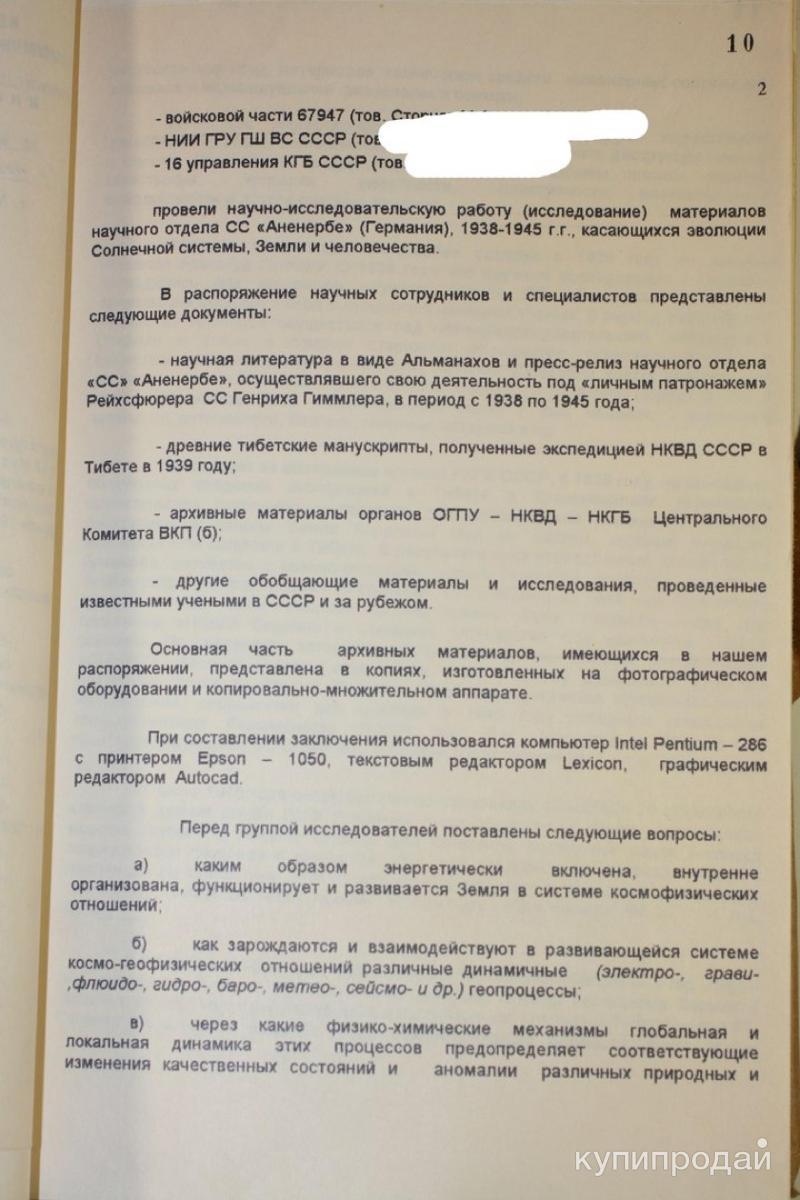 10
2
- войсковой части 67947 (тов.
- НИИ ГРУ ГШ ВС СССР (тов
- 16 управления КГБ СССР (тов
провели научно-исследовательскую работу (исследование) материалов
научного отдела СС «Аненербе» (Германия), 1938-1945 г.г., касающихся эволюции
Солнечной системы, Земли и человечества.
В распоряжение научных сотрудников и специалистов представлены
следующие документы:
- научная литература в виде Альманахов и пресс-релиз научного отдела
«СС» «Аненербе», осуществлявшего свою деятельность под «личным патронажем»
Рейхсфюрера СС Генриха Гиммлера, в период с 1938 по 1945 года;
- древние тибетские манускрипты, полученные экспедицией НКВД СССР в
Тибете в 1939 году;
- архивные материалы органов ОГПУ – НКВД – НКГБ Центрального
Комитета ВКП (б);
- другие обобщающие материалы и исследования, проведенные
известными учеными в СССР и за рубежом.
Основная часть архивных материалов, имеющихся в нашем
распоряжении, представлена в копиях, изготовленных на фотографическом
оборудовании и копировально-множительном аппарате.
При составлении заключения использовался компьютер Intel Pentium – 286
с принтером Epson – 1050, текстовым редактором Lexicon, графическим
редактором Autocad.
Перед группой исследователей поставлены следующие вопросы:
а) каким образом энергетически включена, внутренне
организована, функционирует и развивается Земля в системе космофизических
отношений;
б) как зарождаются и взаимодействуют в развивающейся системе
космо-геофизических отношений различные динамичные (электро-, грави-
,флюидо-, гидро-, баро-, метео-, сейсмо- и др.) геопроцессы;
в) через какие физико-химические механизмы глобальная и
локальная динамика этих процессов предопределяет соответствующие
изменения качественных состояний и аномалии различных природных и
купипродай